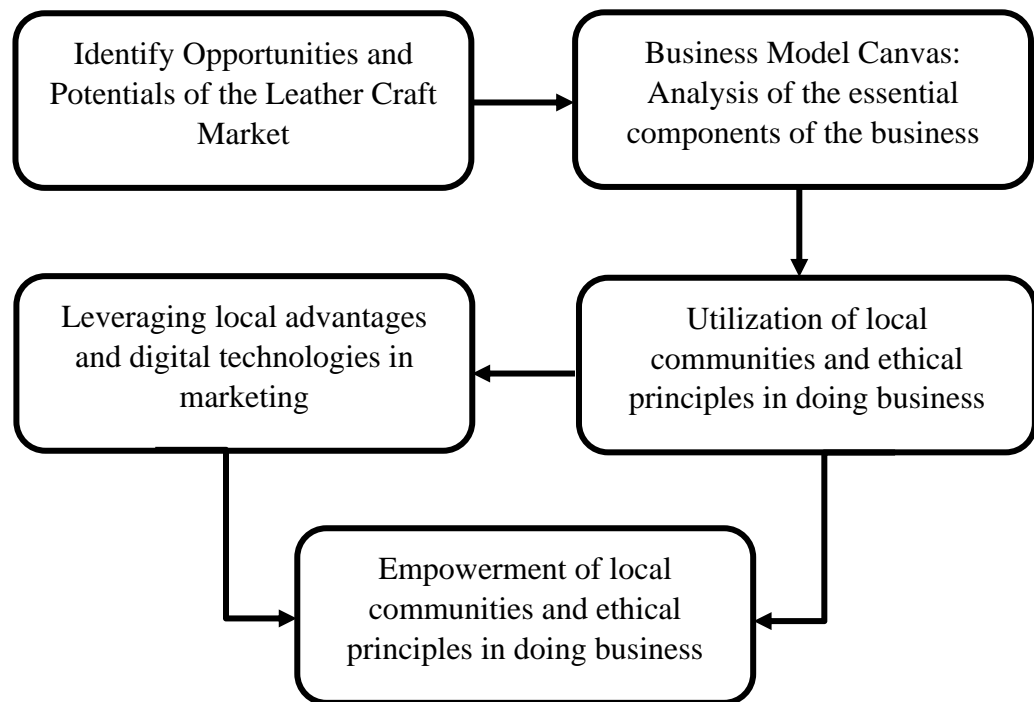 Identify Opportunities and
Potentials of the Leather Craft
Market
Business Model Canvas:
Analysis of the essential
components of the business
Leveraging local advantages
and digital technologies in
marketing
Utilization of local
communities and ethical
principles in doing business
Empowerment of local
communities and ethical
principles in doing business